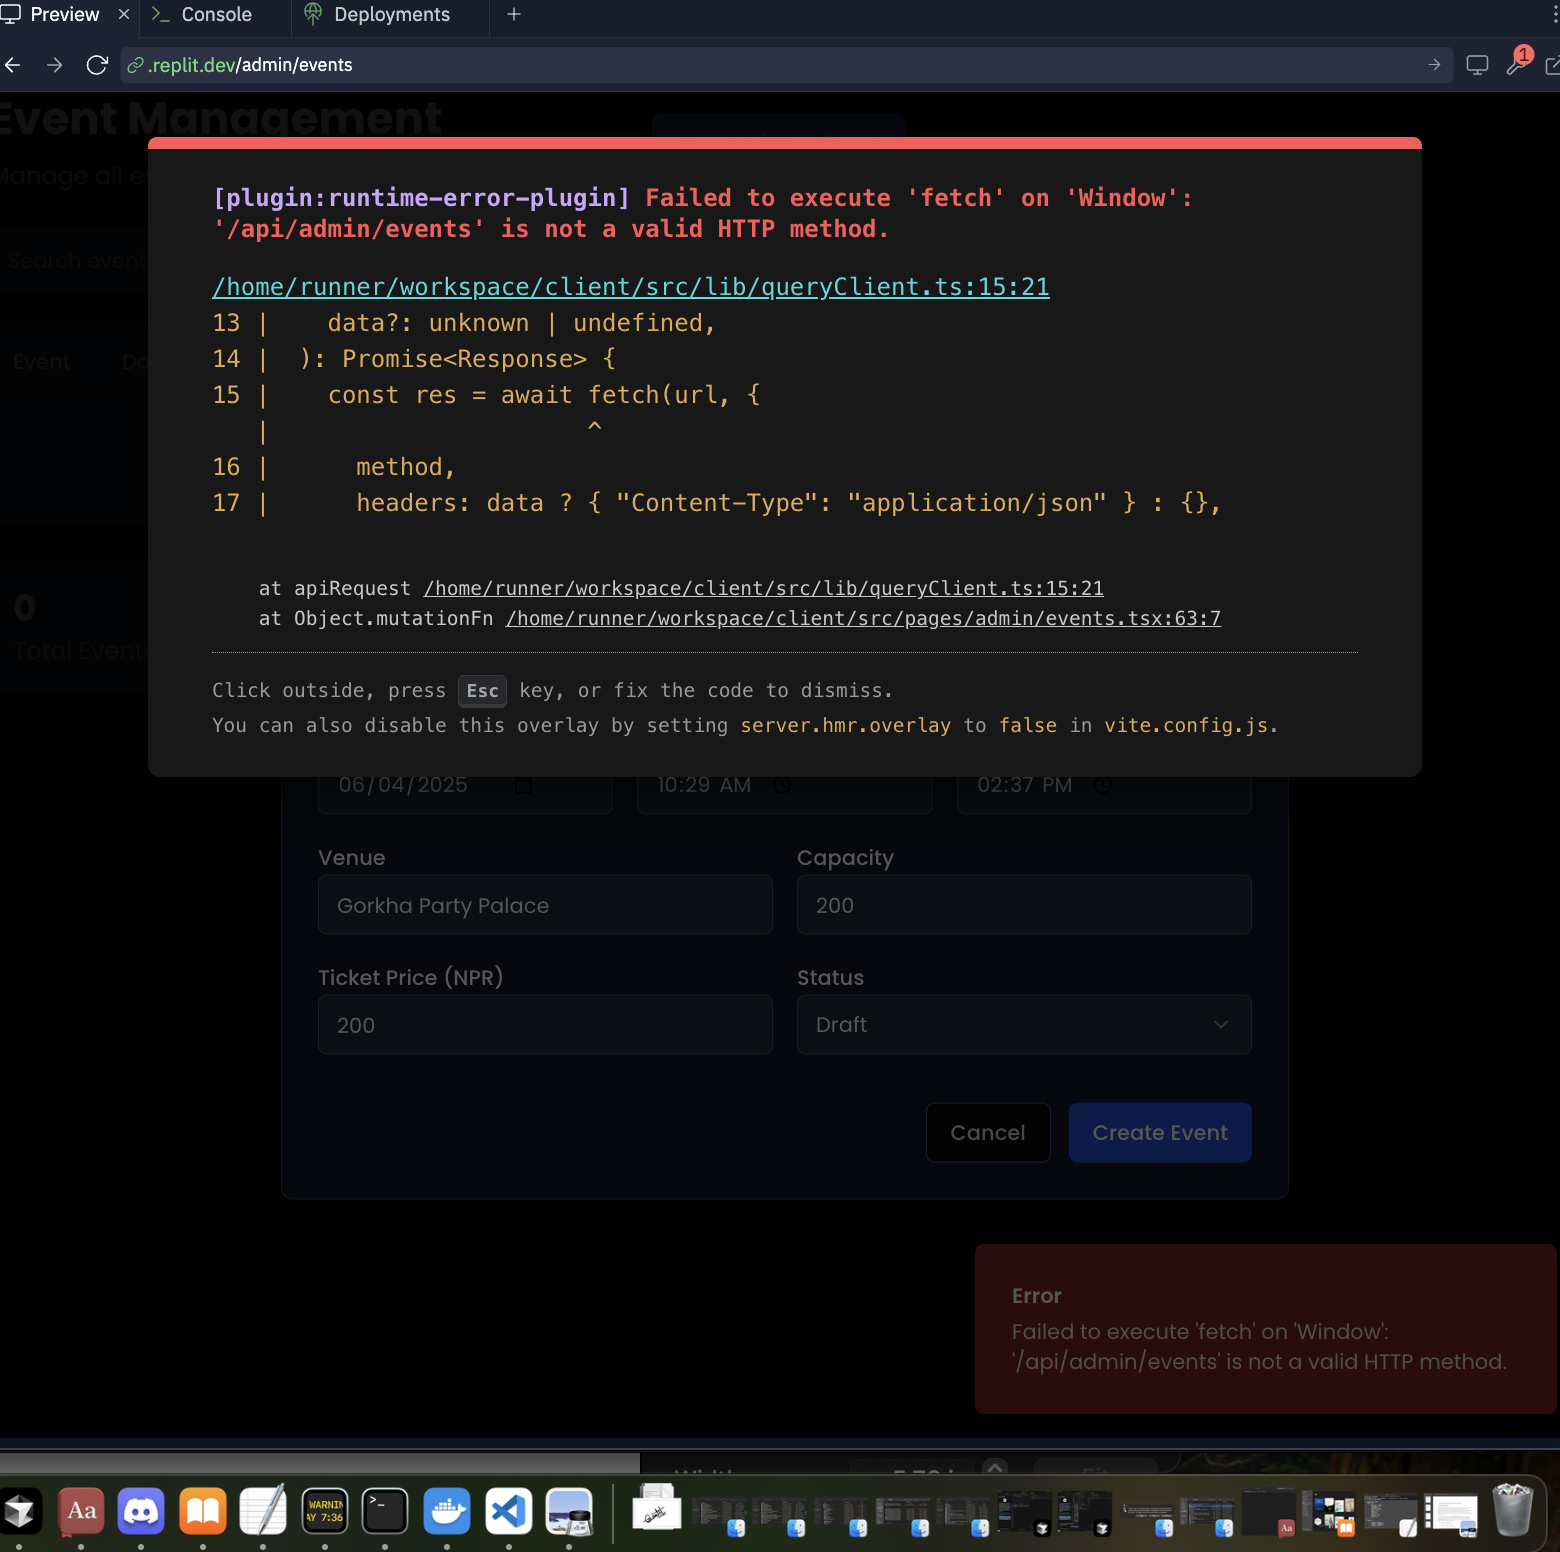 Preview
Console
Deployments
.replit.dev/admin/events
1
Event Management
Manage all
Search event
[plugin:runtime-error-plugin] Failed to execute 'fetch' on 'Window':
'/api/admin/events' is not a valid HTTP method.
/home/runner/workspace/client/src/lib/queryClient.ts:15:21
13 |    data?: unknown | undefined,
14 |  ): Promise<Response> {
15 |    const res = await fetch(url, {
|                      ^
16 |      method,
17 |      headers: data ? { "Content-Type": "application/json" } : {},
Event
at apiRequest /home/runner/workspace/client/src/lib/queryClient.ts:15:21
at Object.mutationFn /home/runner/workspace/client/src/pages/admin/events.tsx:63:7
0
Total Events
Click outside, press Esc key, or fix the code to dismiss.
You can also disable this overlay by setting server.hmr.overlay to false in vite.config.js.
06/04/2025
10:29 AM
02:37 PM
Venue
Capacity
Gorkha Party Palace
200
Ticket Price (NPR)
Status
200
Draft
Cancel
Create Event
Error
Failed to execute 'fetch' on 'Window':
'/api/admin/events' is not a valid HTTP method.
Aa
WARNIN
AY 7:36